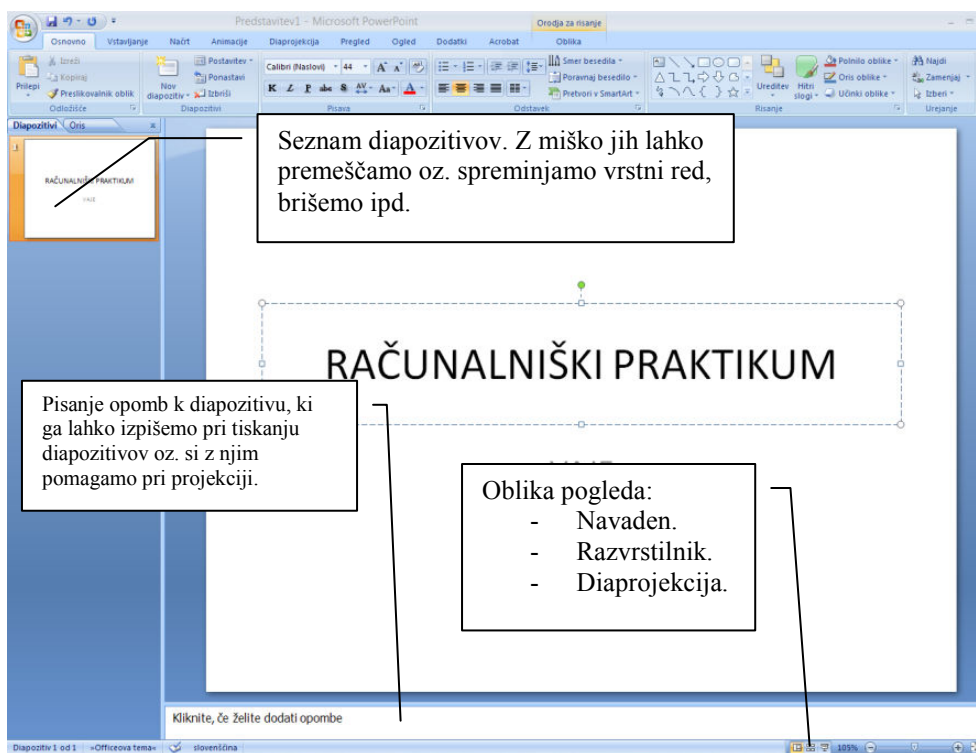 Predstavitev1 - Microsoft PowerPoint
Orodja za risanje
Osnovno Vstavljanje Načrt Animacije Diaprojekcija Pregled Ogled Dodatki Acrobat Oblika
Prilepi
Izreži
Kopiraj
Preslikovalnik oblik
Odložišče
Nov
diapozitiv
Postavitev
Ponastavi
Izbriši
Diapozitivi
Calibri (Naslovi) 44
K L P abc S AV Aa A
Pisava
Smer besedila
Poravnaj besedilo
Pretvori v SmartArt
Odstavek
Ureditev
Hitri
slogi
Polnilo oblike
Oris oblike
Učinki oblike
Risanje
Najdi
Zamenjaj
Izberi
Urejanje
Diapozitivi Oris x
1
RAČUNALNIŠKI PRAKTIKUM
Seznam diapozitivov. Z miško jih lahko
premeščamo oz. spreminjamo vrstni red,
brišemo ipd.
RAČUNALNIŠKI PRAKTIKUM
Pisanje opomb k diapozitivu, ki
ga lahko izpišemo pri tiskanju
diapozitivov oz. si z njim
pomagamo pri projekciji.
Oblika pogleda:
- Navaden.
- Razvrstilnik.
- Diaprojekcija.
Kliknite, če želite dodati opombe
Diapozitiv 1 od 1 »Officeova tema« slovenščina 105%